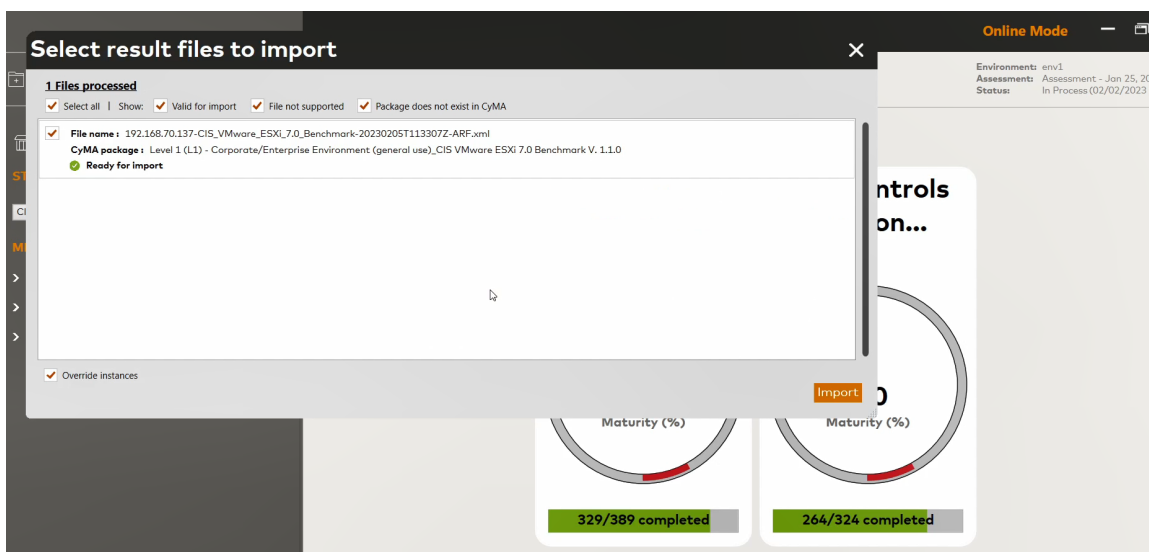 Online Mode
Select result files to import
Environment: env1
Assessment: Assessment - Jan 25, 20
Status: In Process (02/02/2023
1 Files processed
Select all | Show: Valid for import File not supported Package does not exist in CyMA
File name : 192.168.70.137-CIS_VMware_ESXi_7.0_Benchmark-20230205T113307Z-ARF.xml
CyMA package : Level 1 (L1) - Corporate/Enterprise Environment (general use)_CIS VMware ESXi 7.0 Benchmark V. 1.1.0
Ready for import
ST
CI
MI
ntrols
on...
Override instances
Import
0
Maturity (%)
Maturity (%)
329/389 completed
264/324 completed